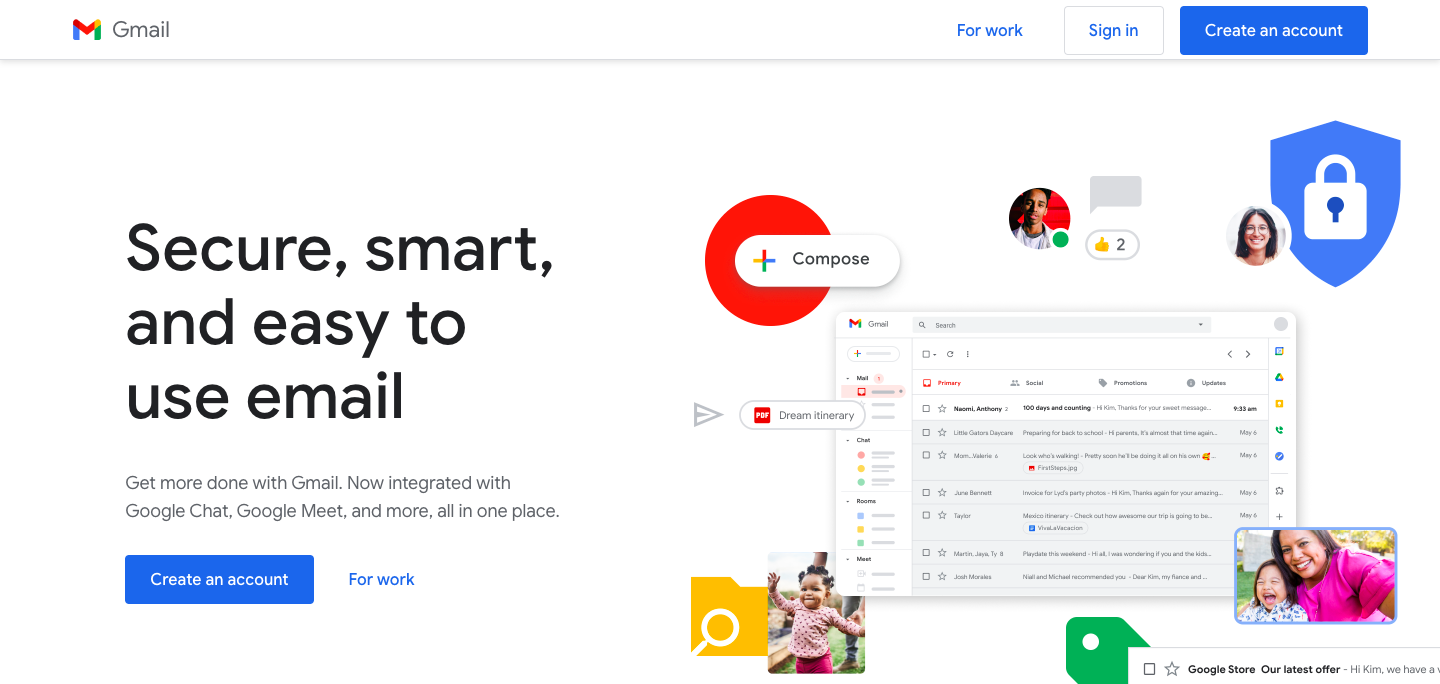 Gmail
For work
Sign in
Create an account
Secure, smart,
and easy to
use email
Get more done with Gmail. Now integrated with
Google Chat, Google Meet, and more, all in one place.
Create an account
For work
Compose
👍 2
Gmail
Search
Mail 1
Primary
Social
Promotions
Updates
Naomi, Anthony 2 100 days and counting - Hi Kim, Thanks for your sweet message... 9:33 am
PDF Dream itinerary
Little Gators Daycare Preparing for back to school - Hi parents, it's almost that time again... May 6
Chat
Mom...Valerie 6 Look who's walking! - Pretty soon he'll be doing it all on his own 🥰 ... May 6
FirstSteps.jpg
June Bennett Invoice for Lyd's party photos - Hi Kim, Thanks again for your amazing... May 6
Rooms
Taylor Mexico itinerary - Check out how awesome our trip is going to be... May 6
VivaLaVacacion
Martin, Jaya, Ty 8 Playdate this weekend - Hi all, I was wondering if you and the kids...
Meet
Josh Morales Niall and Michael recommended you - Dear Kim, my fiance and ...
Google Store Our latest offer - Hi Kim, we have a